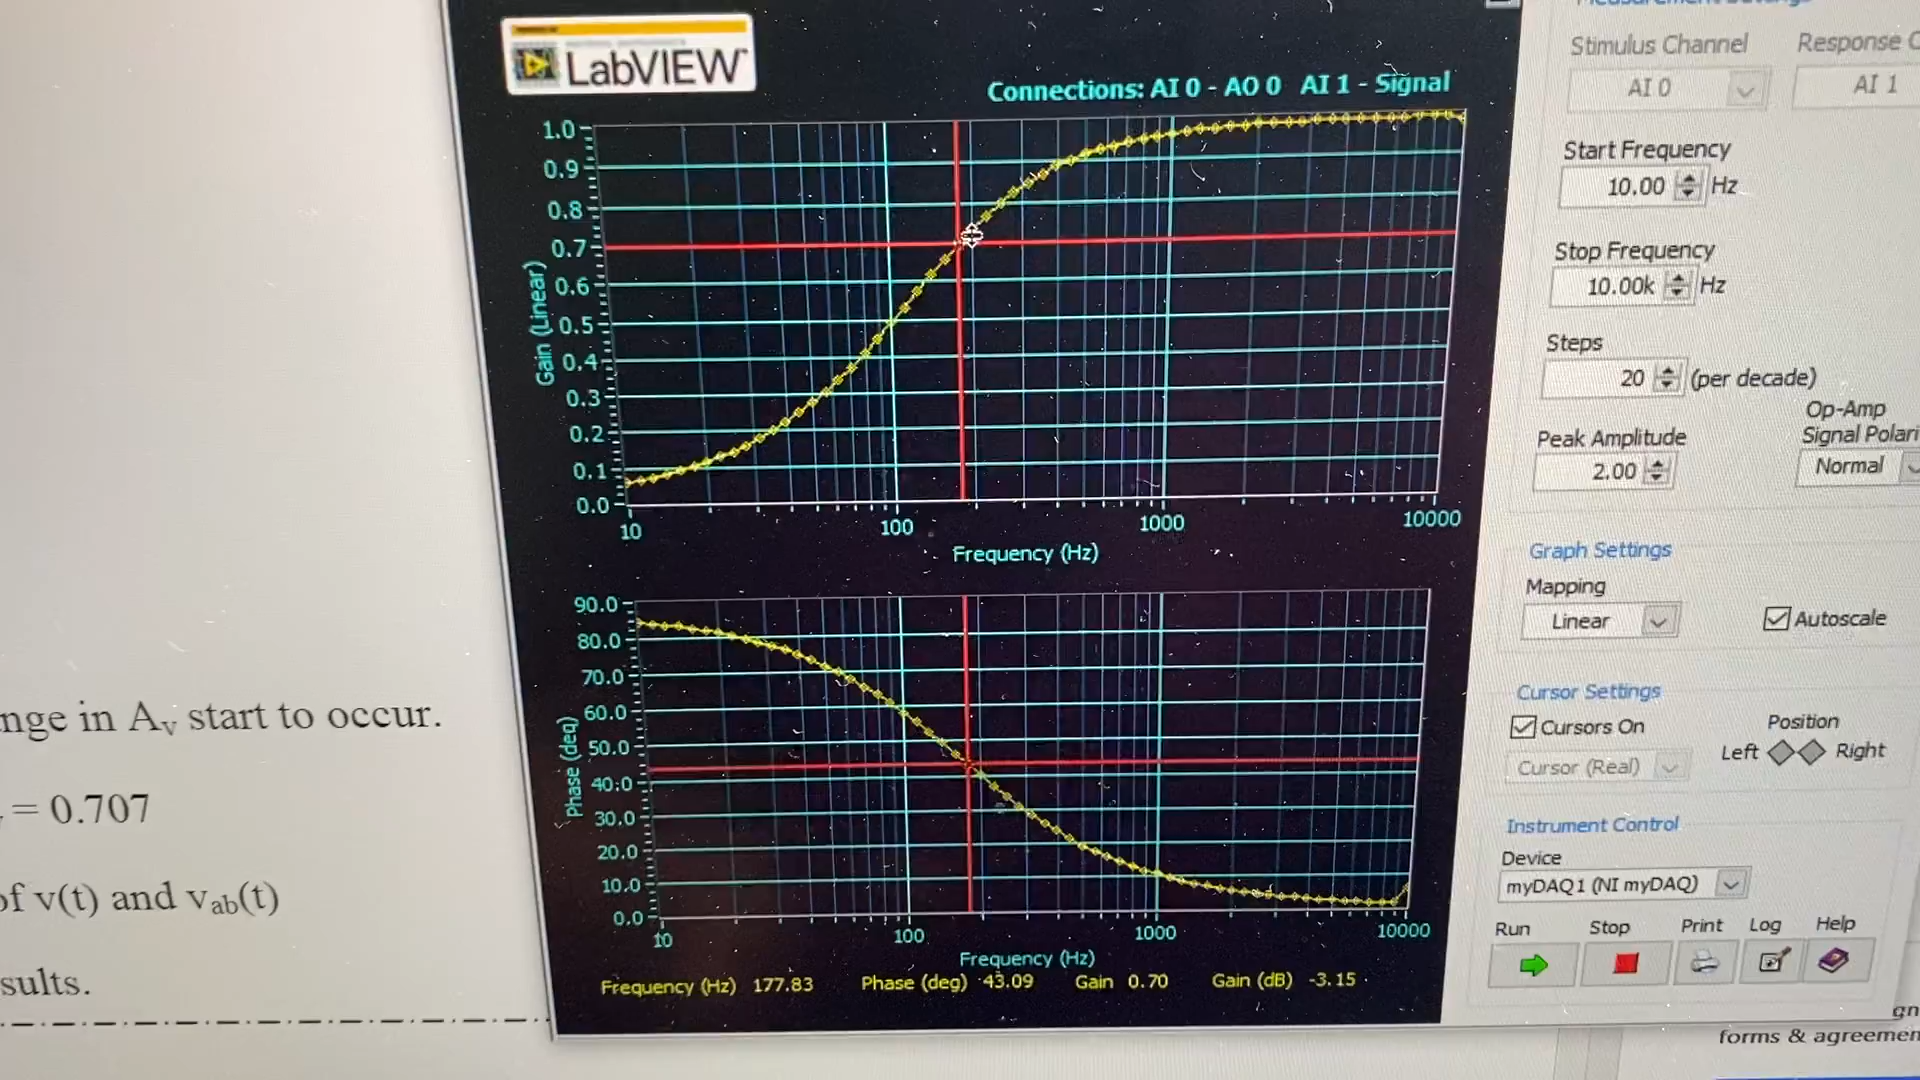 LabVIEW
Connections: AI 0 - AO 0 AI 1 - Signal
1.0
0.9
0.8
0.7
0.6
0.5
0.4
0.3
0.2
0.1
0.0
Gain (Linear)
10
100
1000
10000
Frequency (Hz)
90.0
80.0
70.0
60.0
50.0
40.0
30.0
20.0
10.0
0.0
Phase (deg)
10
100
1000
10000
Frequency (Hz)
Frequency (Hz) 177.83 Phase (deg) 43.09 Gain 0.70 Gain (dB) -3.15
Stimulus Channel Response
AI 0 AI 1
Start Frequency
10.00 Hz
Stop Frequency
10.00k Hz
Steps
20 (per decade)
Peak Amplitude
2.00
Op-Amp
Signal Polari
Normal
Graph Settings
Mapping
Linear
Autoscale
Cursor Settings
Cursors On
Position
Cursor (Real)
Left Right
Instrument Control
Device
myDAQ1 (NI myDAQ)
Run Stop Print Log Help
nge in Av start to occur.
= 0.707
of v(t) and vab(t)
sults.
gn
forms & agreemen